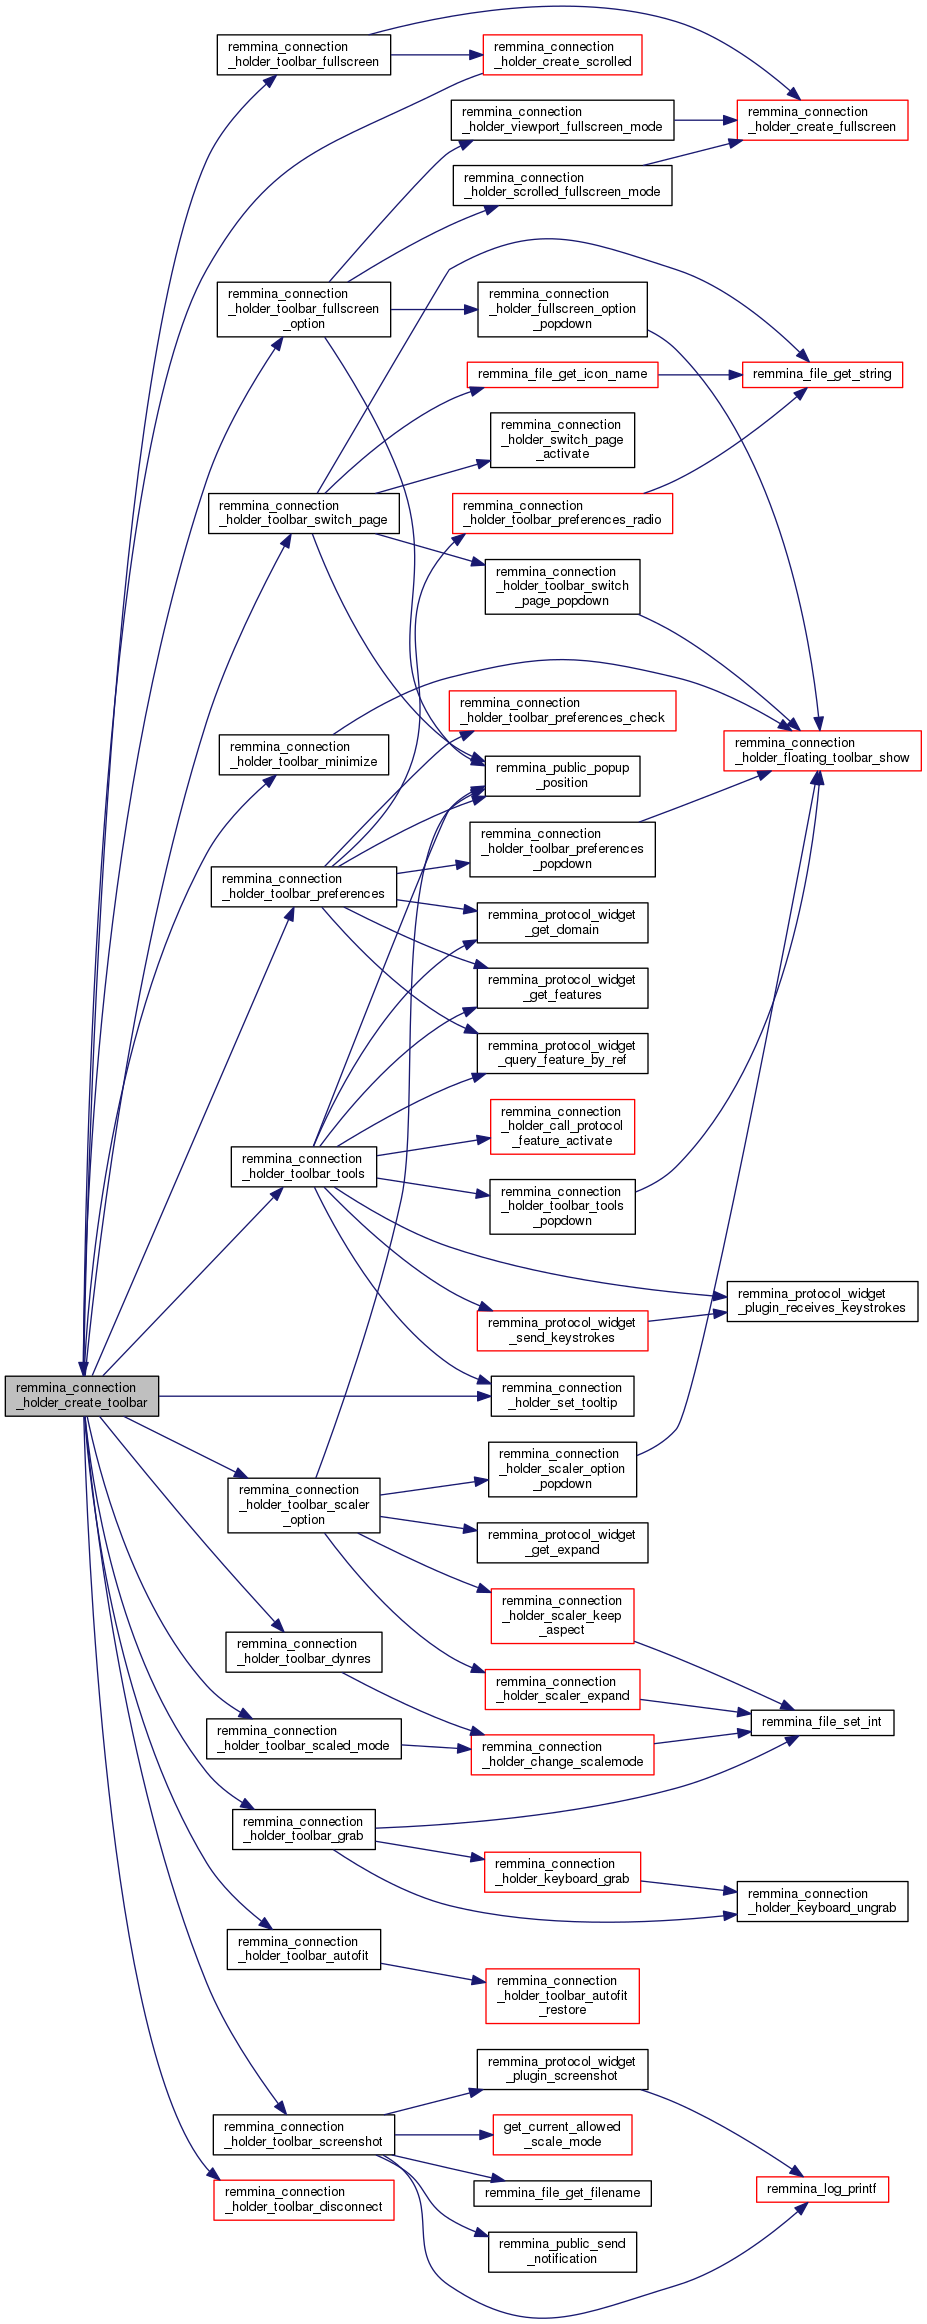 remmina_connection
_holder_toolbar_fullscreen
remmina_connection
_holder_create_scrolled
remmina_connection
_holder_viewport_fullscreen_mode
remmina_connection
_holder_create_fullscreen
remmina_connection
_holder_scrolled_fullscreen_mode
remmina_connection
_holder_toolbar_fullscreen
_option
remmina_connection
_holder_fullscreen_option
_popdown
remmina_file_get_icon_name
remmina_file_get_string
remmina_connection
_holder_switch_page
_activate
remmina_connection
_holder_toolbar_switch_page
remmina_connection
_holder_toolbar_preferences_radio
remmina_connection
_holder_toolbar_switch
_page_popdown
remmina_connection
_holder_toolbar_preferences_check
remmina_connection
_holder_toolbar_minimize
remmina_connection
_holder_floating_toolbar_show
remmina_public_popup
_position
remmina_connection
_holder_toolbar_preferences
_popdown
remmina_connection
_holder_toolbar_preferences
remmina_protocol_widget
_get_domain
remmina_protocol_widget
_get_features
remmina_protocol_widget
_query_feature_by_ref
remmina_connection
_holder_call_protocol
_feature_activate
remmina_connection
_holder_toolbar_tools
remmina_connection
_holder_toolbar_tools
_popdown
remmina_protocol_widget
_plugin_receives_keystrokes
remmina_protocol_widget
_send_keystrokes
remmina_connection
_holder_create_toolbar
remmina_connection
_holder_set_tooltip
remmina_connection
_holder_scaler_option
_popdown
remmina_connection
_holder_toolbar_scaler
_option
remmina_protocol_widget
_get_expand
remmina_connection
_holder_scaler_keep
_aspect
remmina_connection
_holder_toolbar_dynres
remmina_connection
_holder_scaler_expand
remmina_file_set_int
remmina_connection
_holder_toolbar_scaled_mode
remmina_connection
_holder_change_scalemode
remmina_connection
_holder_toolbar_grab
remmina_connection
_holder_keyboard_grab
remmina_connection
_holder_keyboard_ungrab
remmina_connection
_holder_toolbar_autofit
remmina_connection
_holder_toolbar_autofit
_restore
remmina_protocol_widget
_plugin_screenshot
remmina_connection
_holder_toolbar_screenshot
get_current_allowed
_scale_mode
remmina_file_get_filename
remmina_log_printf
remmina_connection
_holder_toolbar_disconnect
remmina_public_send
_notification